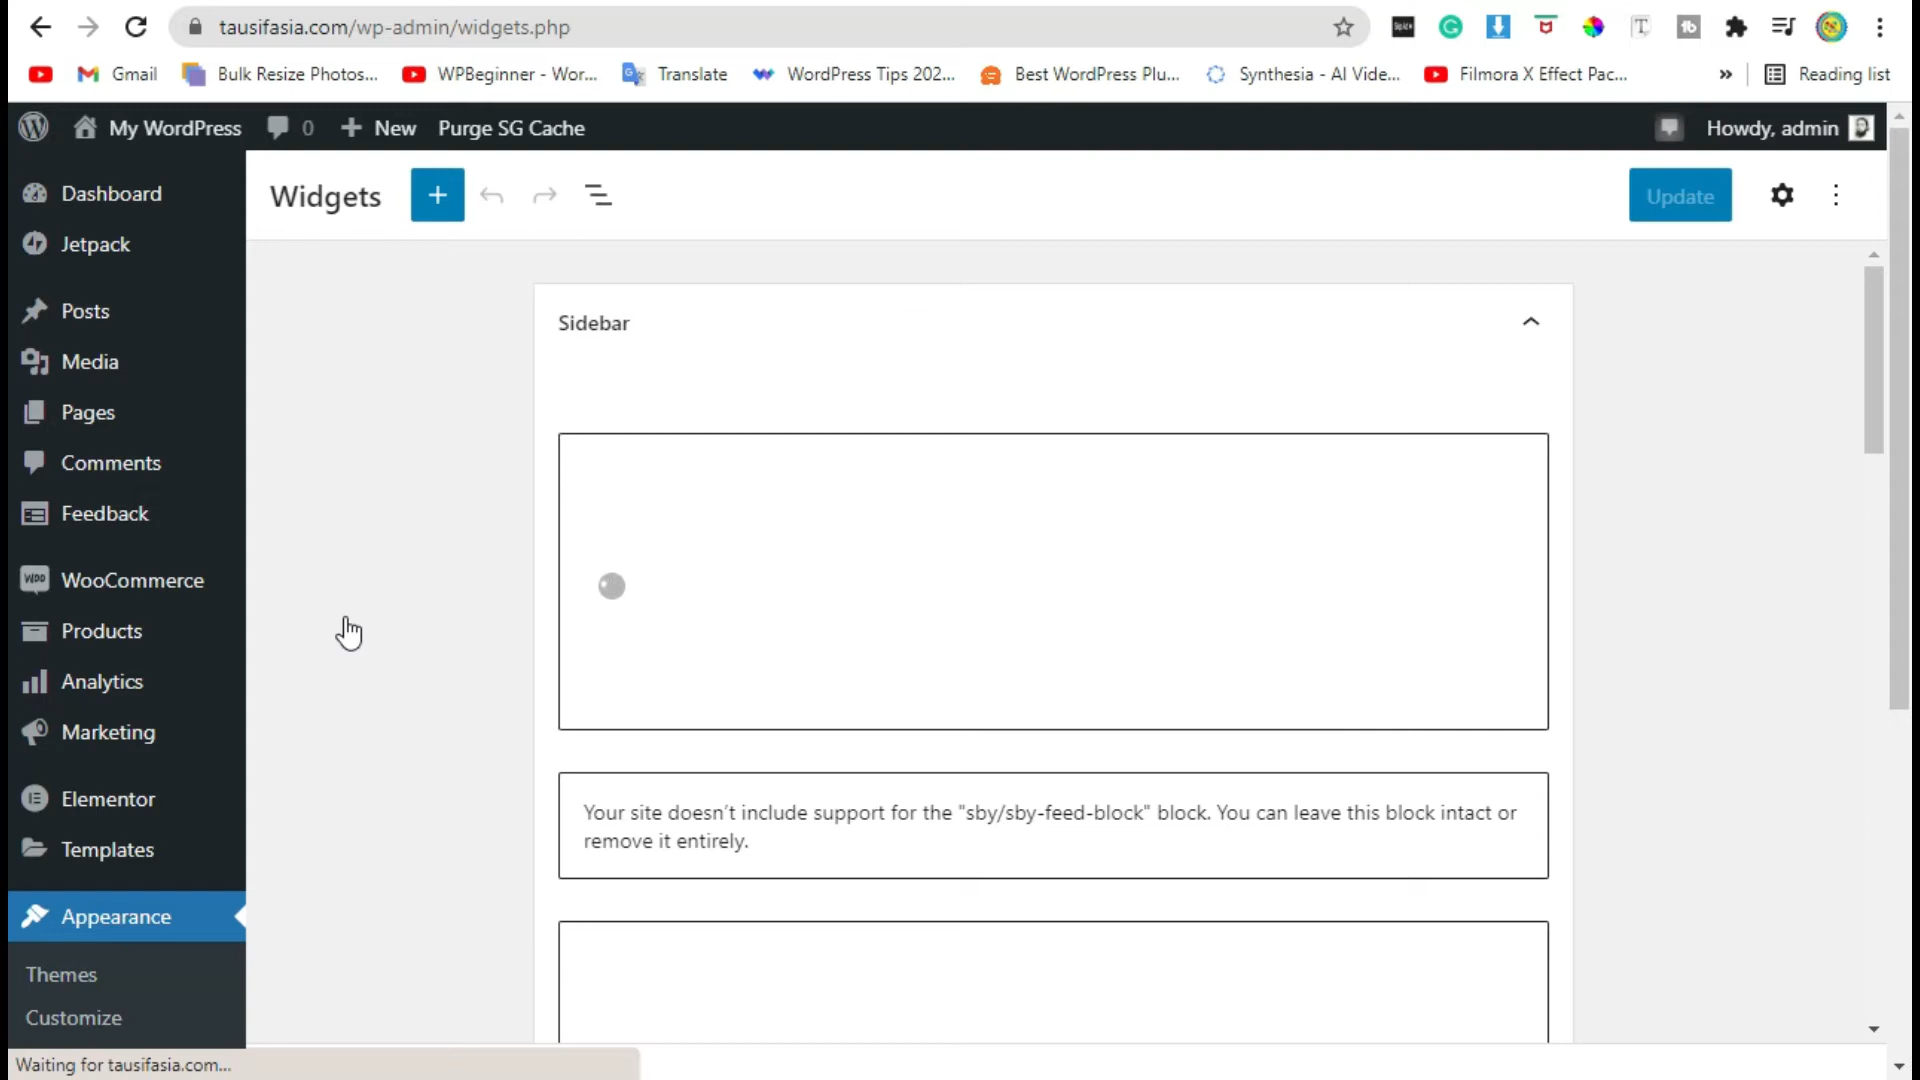 tausifasia.com/wp-admin/widgets.php
Gmail
Bulk Resize Photos...
WPBeginner - Wor...
Translate
WordPress Tips 202...
Best WordPress Plu...
Synthesia - AI Vide...
Filmora X Effect Pac...
»
Reading list
My WordPress
0
New
Purge SG Cache
Howdy, admin
Dashboard
Jetpack
Posts
Media
Pages
Comments
Feedback
WooCommerce
Products
Analytics
Marketing
Elementor
Templates
Appearance
Themes
Customize
Widgets
Update
Sidebar
Your site doesn't include support for the "sby/sby-feed-block" block. You can leave this block intact or
remove it entirely.
Waiting for tausifasia.com...